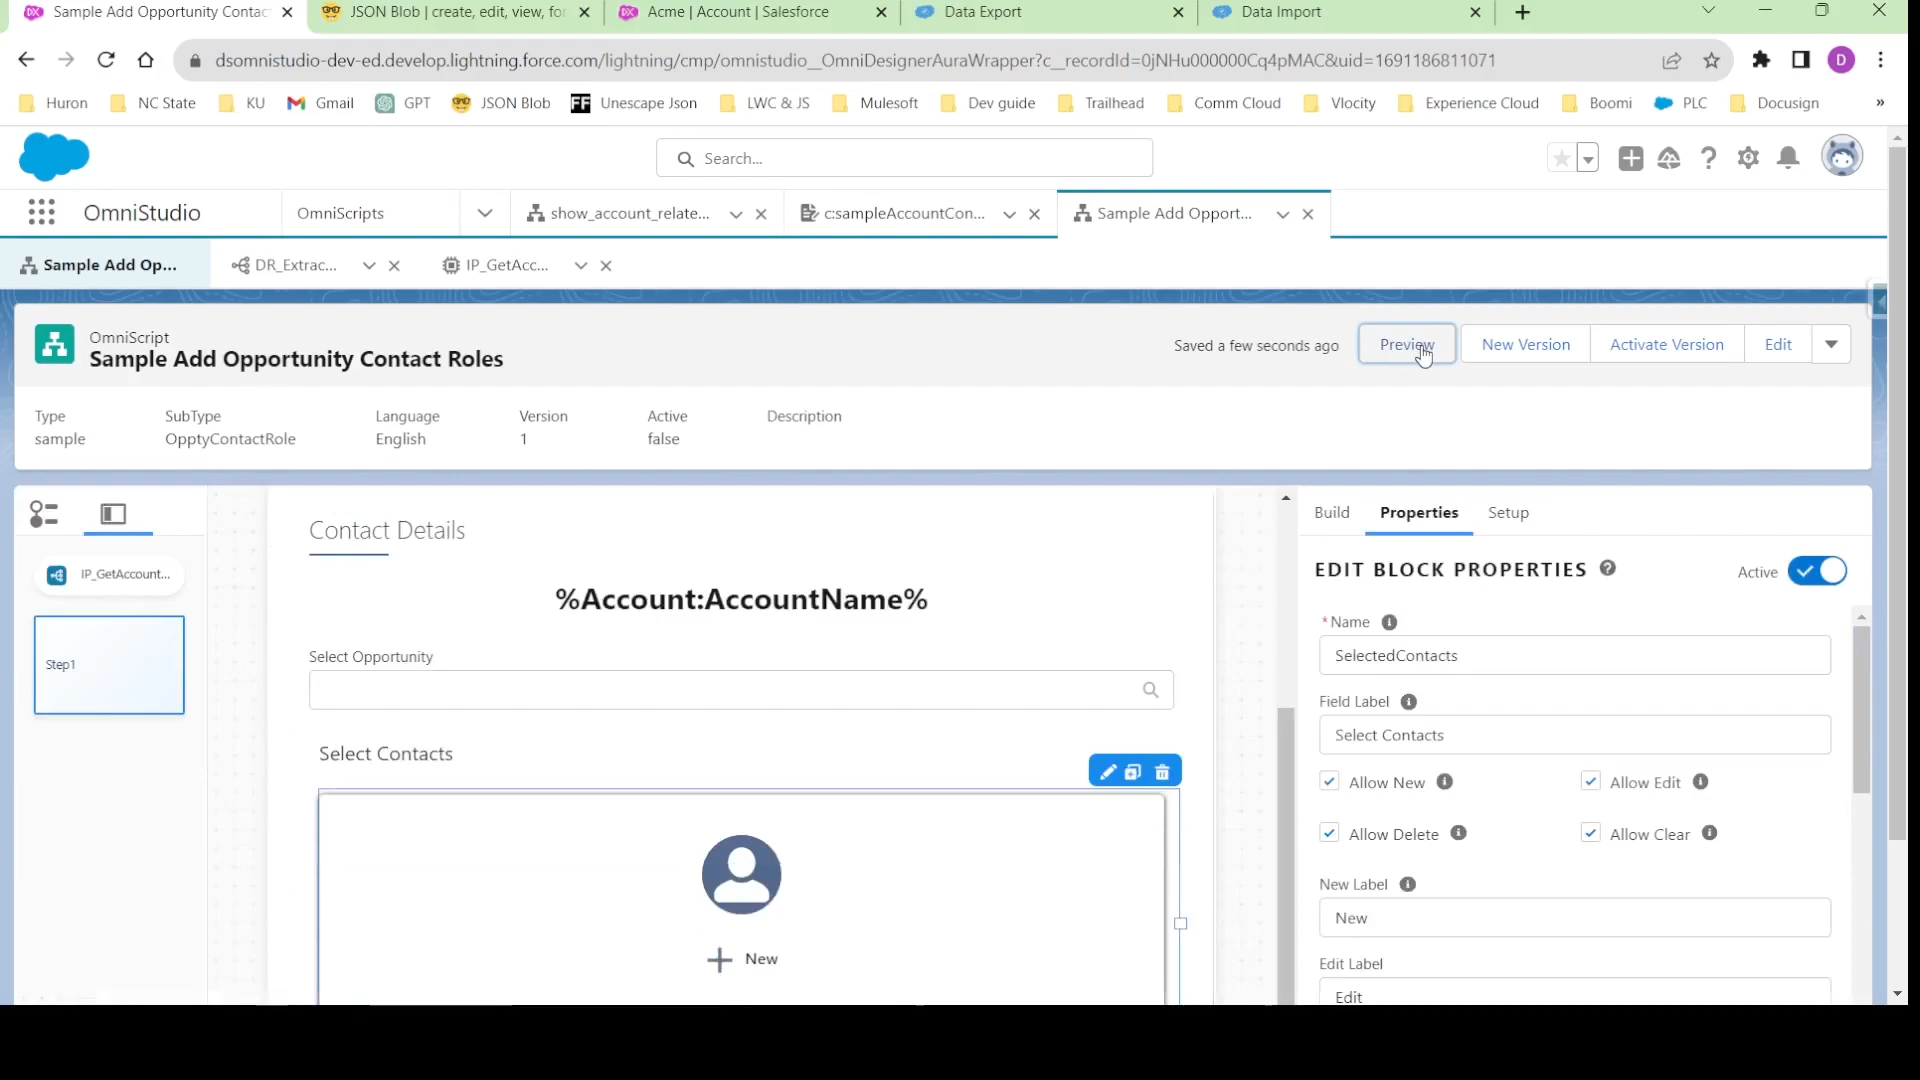 Sample Add Opportunity Contac
JSON Blob | create, edit, view, for
Acme | Account | Salesforce
Data Export
Data Import
dsomnistudio-dev-ed.develop.lightning.force.com/lightning/cmp/omnistudio__OmniDesignerAuraWrapper?c__recordId=0jNHu000000Cq4pMAC&uid=1691186811071
D
Huron
NC State
KU
Gmail
GPT
JSON Blob
FF Unescape Json
LWC & JS
Mulesoft
Dev guide
Trailhead
Comm Cloud
Vlocity
Experience Cloud
Boomi
PLC
Docusign
»
Search...
OmniStudio
OmniScripts
show_account_relate...
c:sampleAccountCon...
Sample Add Opport...
Sample Add Op...
DR_Extrac...
IP_GetAcc...
OmniScript
Sample Add Opportunity Contact Roles
Saved a few seconds ago
Preview
New Version
Activate Version
Edit
Type
SubType
Language
Version
Active
Description
sample
OpptyContactRole
English
1
false
IP_GetAccount...
Step1
Contact Details
%Account:AccountName%
Select Opportunity
Select Contacts
New
Build
Properties
Setup
EDIT BLOCK PROPERTIES
Active
*Name
SelectedContacts
Field Label
Select Contacts
Allow New
Allow Edit
Allow Delete
Allow Clear
New Label
New
Edit Label
Edit